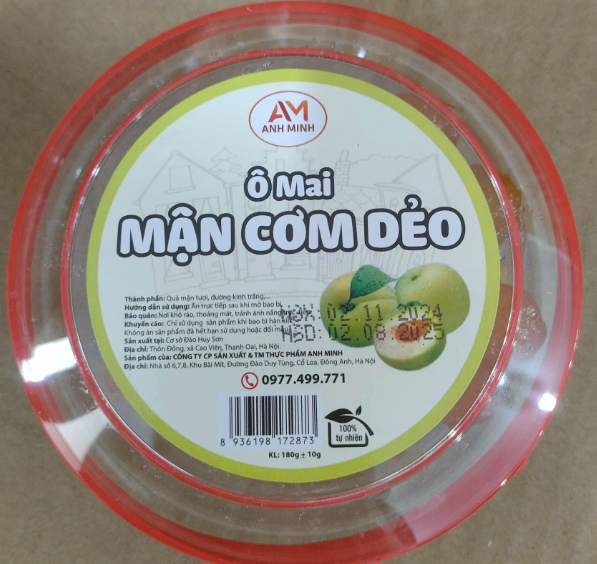 AM
ANH MINH
Ô Mai
MẬN CƠM DẺO
Thành phần: Quả mận tươi, đường kính trắng,...
Hướng dẫn sử dụng: Ăn trực tiếp sau khi mở bao bì
Bảo quản: Nơi khô ráo, thoáng mát, tránh ánh nắng
NSX: 02.11.2024
Khuyến cáo: Chỉ sử dụng sản phẩm khi bao bì
HSD: 02.08.2025
Không ăn sản phẩm đã hết hạn sử dụng hoặc đổi
Sản xuất tại: Cơ sở Đào Huy Sơn
Địa chỉ: Thôn Đống, xã Cao Viên, Thanh Oai, Hà Nội.
Sản phẩm của: CÔNG TY CP SẢN XUẤT & TM THỰC PHẨM ANH MINH
Địa chỉ: Nhà số 6,7,8, Khu Bãi Mít, Đường Đào Duy Tùng, Cổ Loa, Đông Anh, Hà Nội
0977.499.771
8 936198 172873
100%
tự nhiên
KL: 180g ± 10g